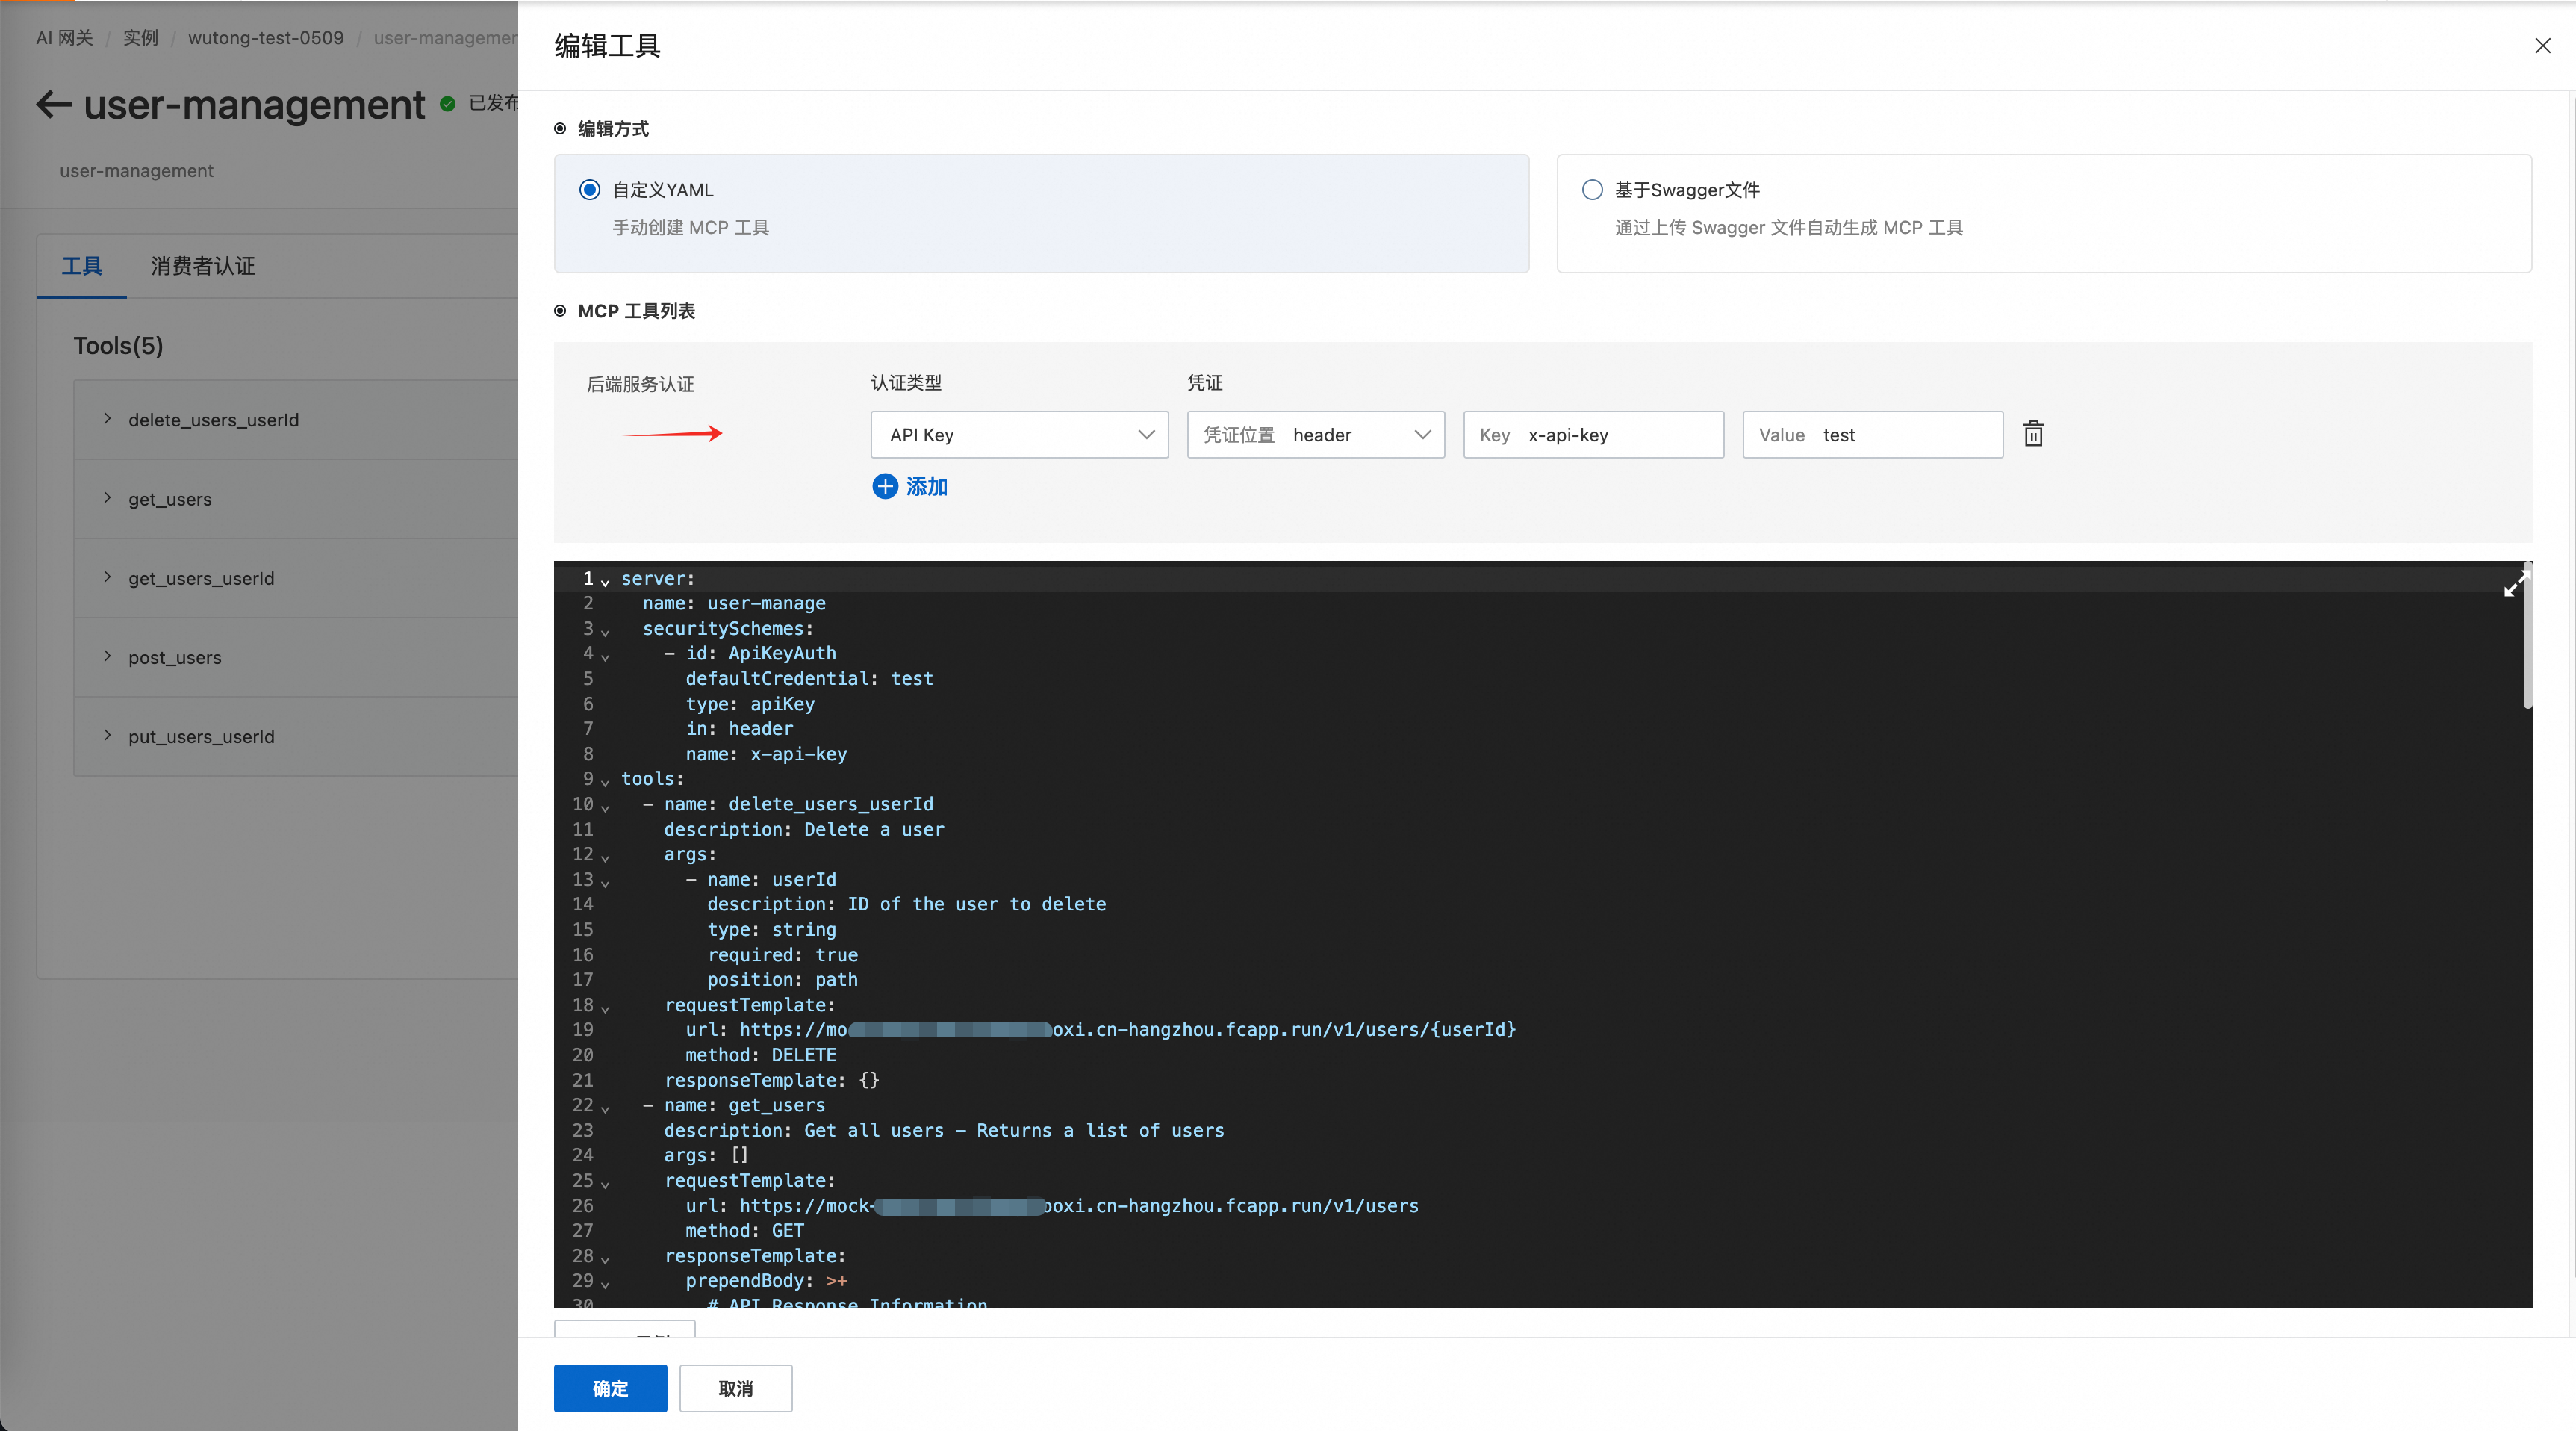 AI 网关 / 实例 / wutong-test-0509 / user-managemen
user-management 已发布
user-management
工具 消费者认证
Tools(5)
delete_users_userId
get_users
get_users_userId
post_users
put_users_userId
编辑工具
编辑方式
自定义YAML
手动创建 MCP 工具
基于Swagger文件
通过上传 Swagger 文件自动生成 MCP 工具
MCP 工具列表
后端服务认证
认证类型 凭证
API Key 凭证位置 header Key x-api-key Value test
添加
1 server:
2 name: user-manage
3 securitySchemes:
4 - id: ApiKeyAuth
5 defaultCredential: test
6 type: apiKey
7 in: header
8 name: x-api-key
9 tools:
10 - name: delete_users_userId
11 description: Delete a user
12 args:
13 - name: userId
14 description: ID of the user to delete
15 type: string
16 required: true
17 position: path
18 requestTemplate:
19 url: https://mo oxi.cn-hangzhou.fcapp.run/v1/users/{userId}
20 method: DELETE
21 responseTemplate: {}
22 - name: get_users
23 description: Get all users - Returns a list of users
24 args: []
25 requestTemplate:
26 url: https://mock- oxi.cn-hangzhou.fcapp.run/v1/users
27 method: GET
28 responseTemplate:
29 prependBody: >+
30 # API Response Information
确定 取消